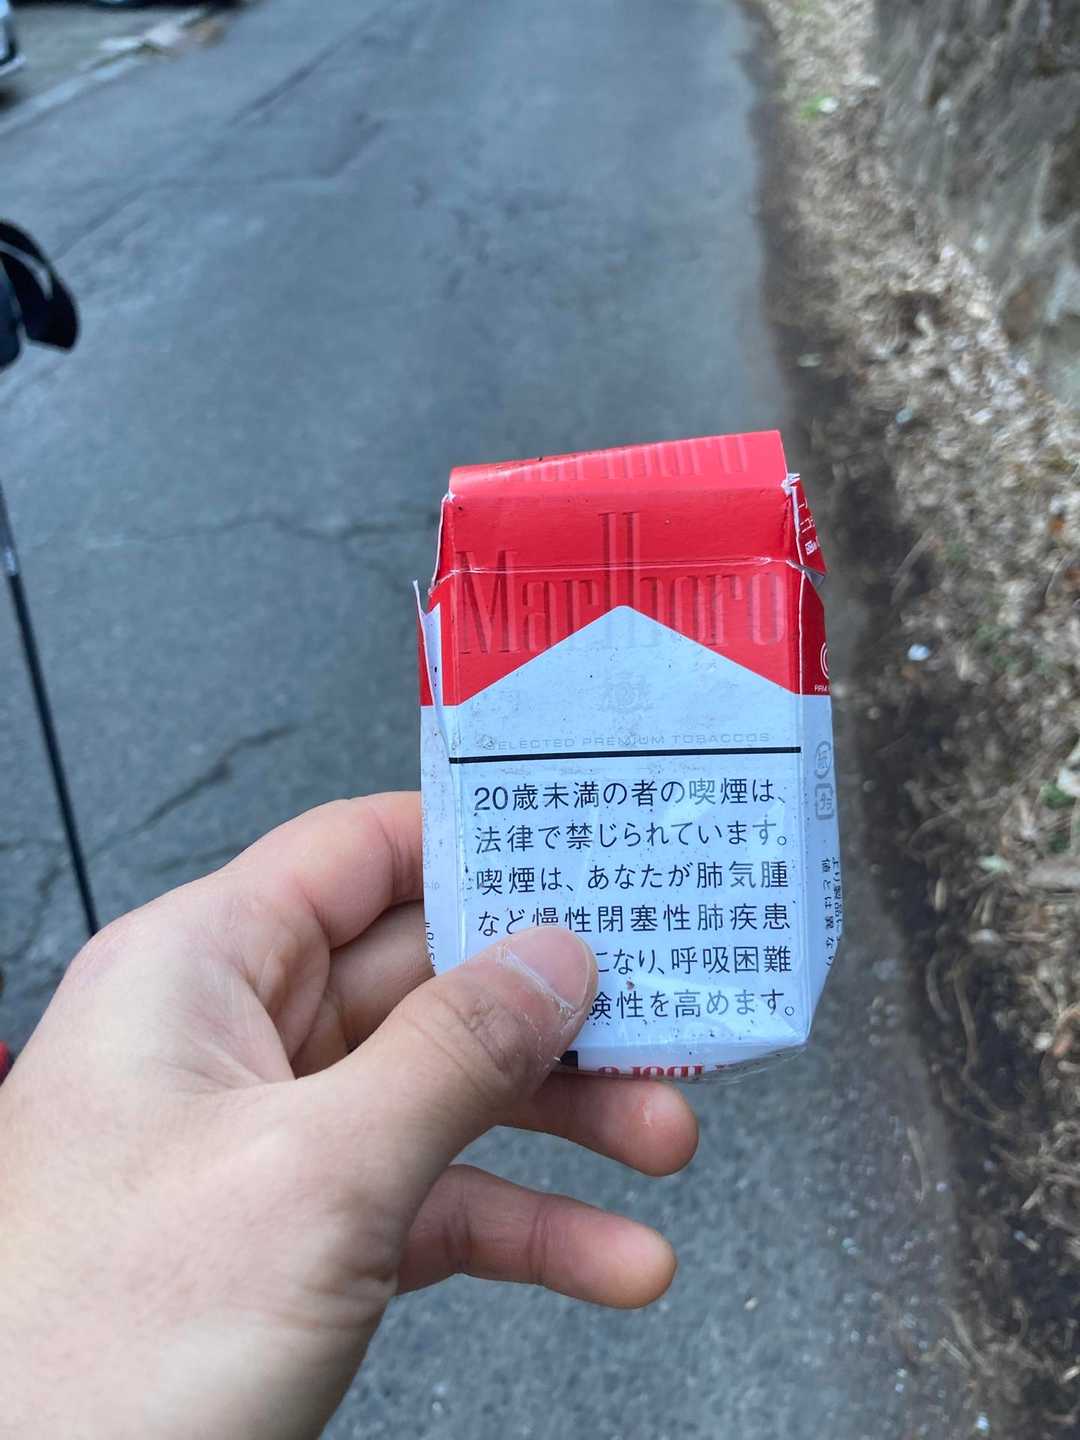 Marlboro
SELECTED PREMIUM TOBACCOS
20歳未満の者の喫煙は、
法律で禁じられています。
喫煙は、あなたが肺気腫
など慢性閉塞性肺疾患
になり、呼吸困難
険性を高めます。